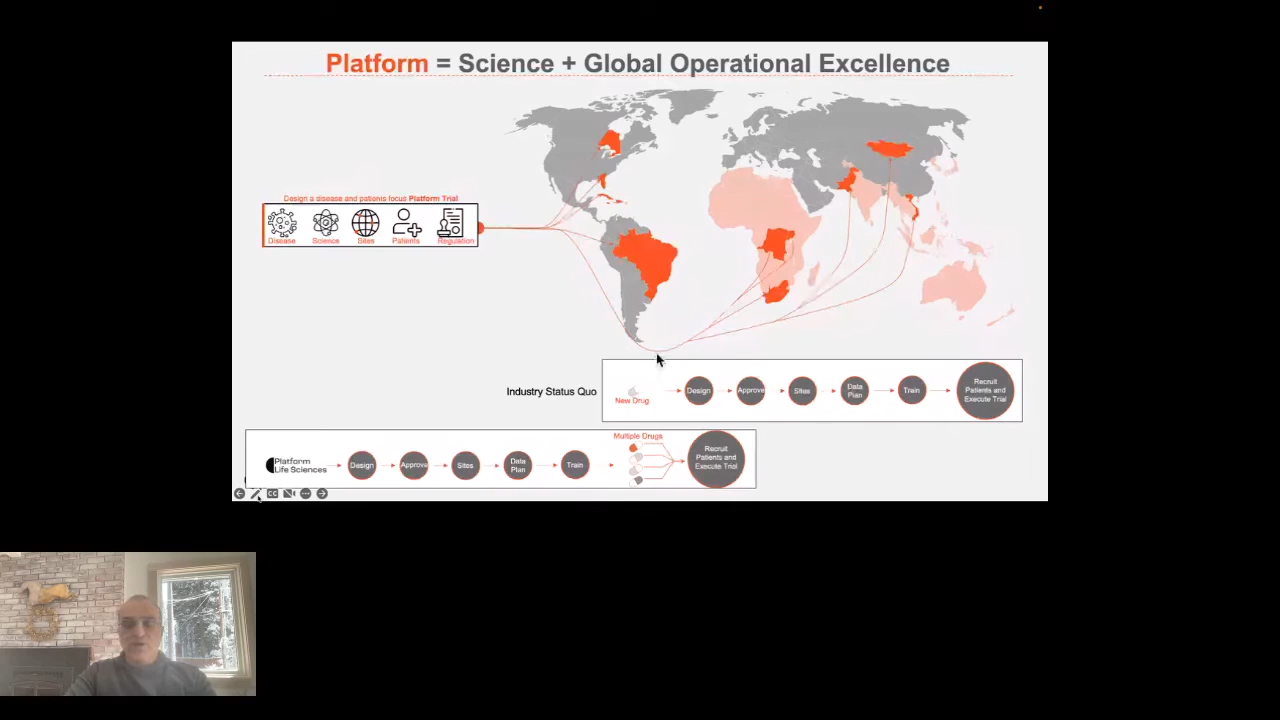 Platform = Science + Global Operational Excellence
Design a disease and patients focus Platform Trial
Disease
Science
Sites
Patients
Regulation
Industry Status Quo
New Drug
Design
Approve
Sites
Data
Plan
Train
Recruit
Patients and
Execute Trial
Platform
Life Sciences
Design
Approve
Sites
Data
Plan
Train
Multiple Drugs
Recruit
Patients and
Execute Trial
CC